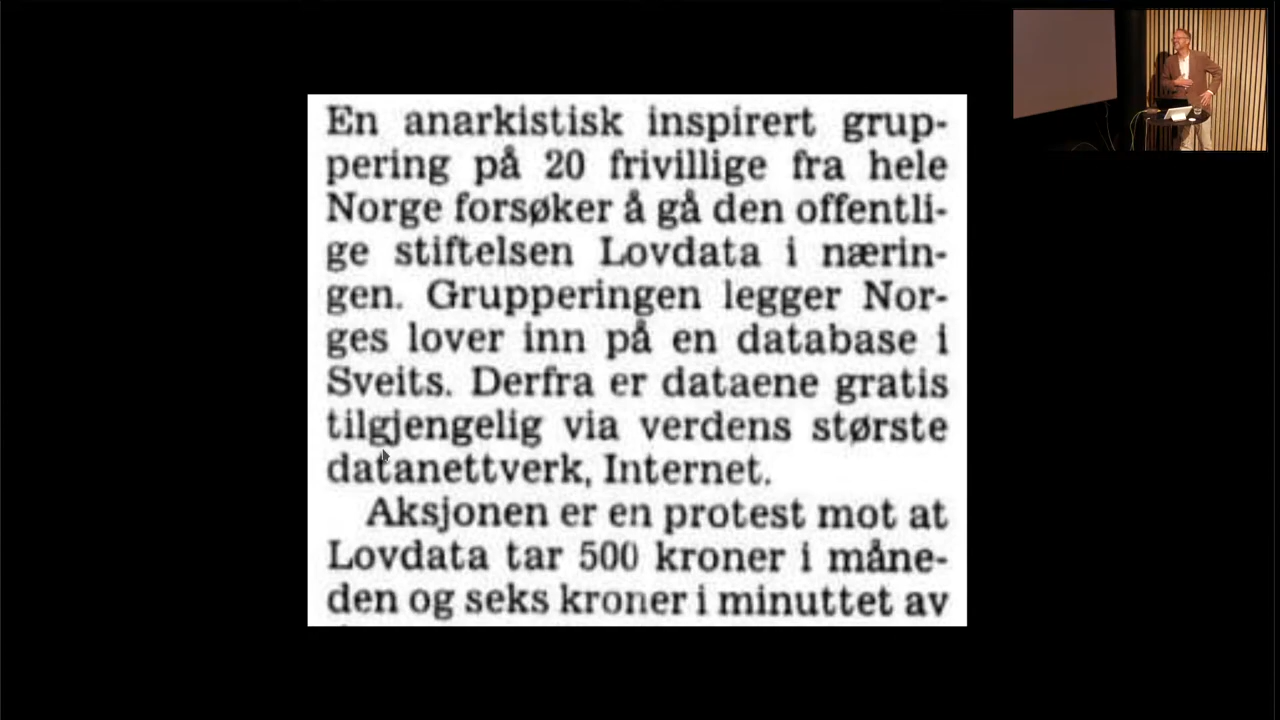 En anarkistisk inspirert grup-
pering på 20 frivillige fra hele
Norge forsøker å gå den offentli-
ge stiftelsen Lovdata i nærin-
gen. Grupperingen legger Nor-
ges lover inn på en database i
Sveits. Derfra er dataene gratis
tilgjengelig via verdens største
datanettverk, Internet.
Aksjonen er en protest mot at
Lovdata tar 500 kroner i måne-
den og seks kroner i minuttet av